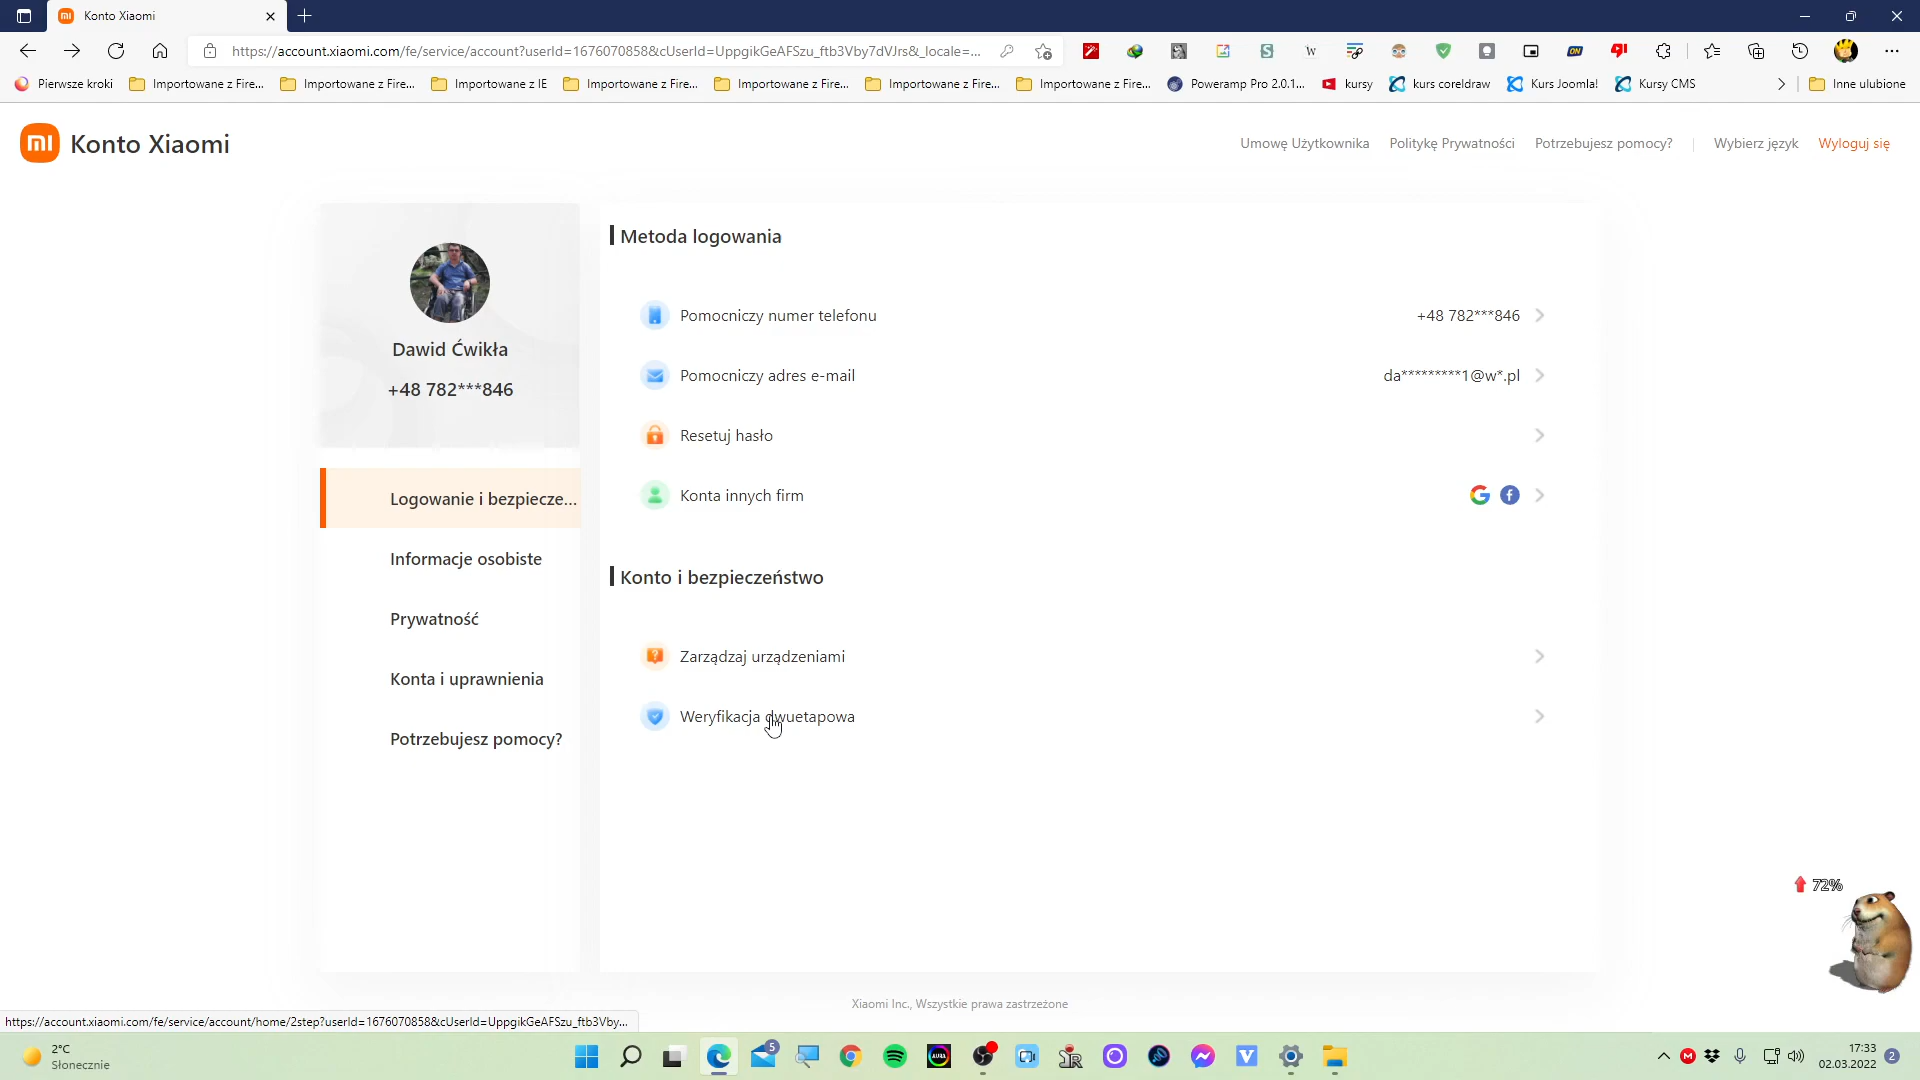 Konto Xiaomi
https://account.xiaomi.com/fe/service/account?userId=1676070858&cUserId=UppgikGeAFSzu_ftb3Vby7dVJrs&_locale=...
Pierwsze kroki
Importowane z Fire...
Importowane z Fire...
Importowane z IE
Importowane z Fire...
Importowane z Fire...
Importowane z Fire...
Importowane z Fire...
Poweramp Pro 2.0.1...
kursy
kurs coreldraw
Kurs Joomla!
Kursy CMS
Inne ulubione
Konto Xiaomi
Umowę Użytkownika
Politykę Prywatności
Potrzebujesz pomocy?
Wybierz język
Wyloguj się
Dawid Ćwikła
+48 782***846
Logowanie i bezpiecze...
Informacje osobiste
Prywatność
Konta i uprawnienia
Potrzebujesz pomocy?
Metoda logowania
Pomocniczy numer telefonu
+48 782***846
Pomocniczy adres e-mail
da*********1@w*.pl
Resetuj hasło
Konta innych firm
Konto i bezpieczeństwo
Zarządzaj urządzeniami
Weryfikacja dwuetapowa
72%
Xiaomi Inc., Wszystkie prawa zastrzeżone
https://account.xiaomi.com/fe/service/account/home/2step?userId=1676070858&cUserId=UppgikGeAFSzu_ftb3Vby...
2°C
Słonecznie
5
17:33
02.03.2022
2